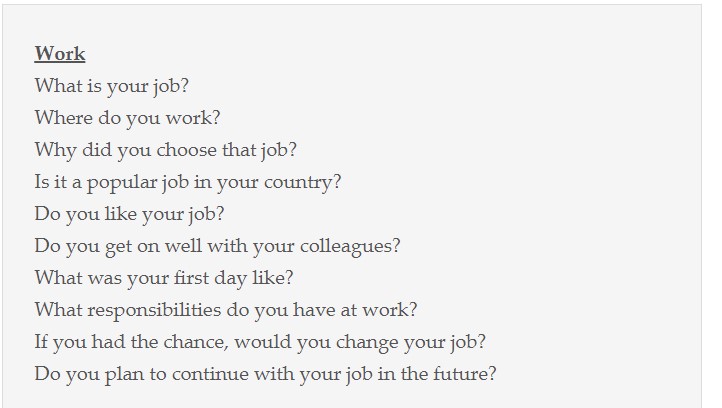 Work
What is your job?
Where do you work?
Why did you choose that job?
Is it a popular job in your country?
Do you like your job?
Do you get on well with your colleagues?
What was your first day like?
What responsibilities do you have at work?
If you had the chance, would you change your job?
Do you plan to continue with your job in the future?